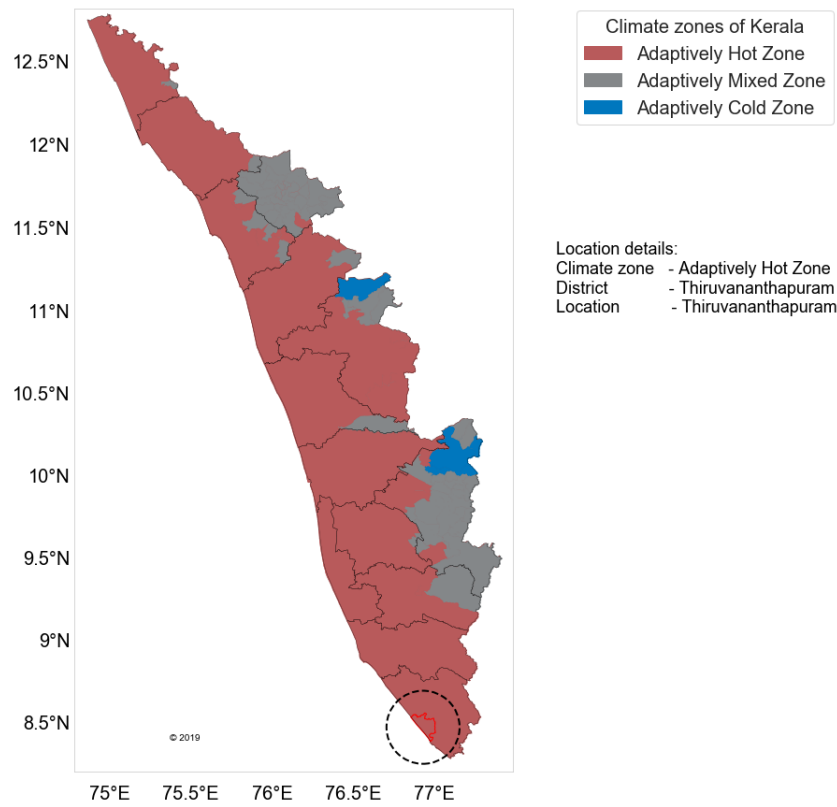 Climate zones of Kerala
Adaptively Hot Zone
Adaptively Mixed Zone
Adaptively Cold Zone
Location details:
Climate zone - Adaptively Hot Zone
District - Thiruvananthapuram
Location - Thiruvananthapuram
12.5°N
12°N
11.5°N
11°N
10.5°N
10°N
9.5°N
9°N
8.5°N
© 2019
75°E 75.5°E 76°E 76.5°E 77°E